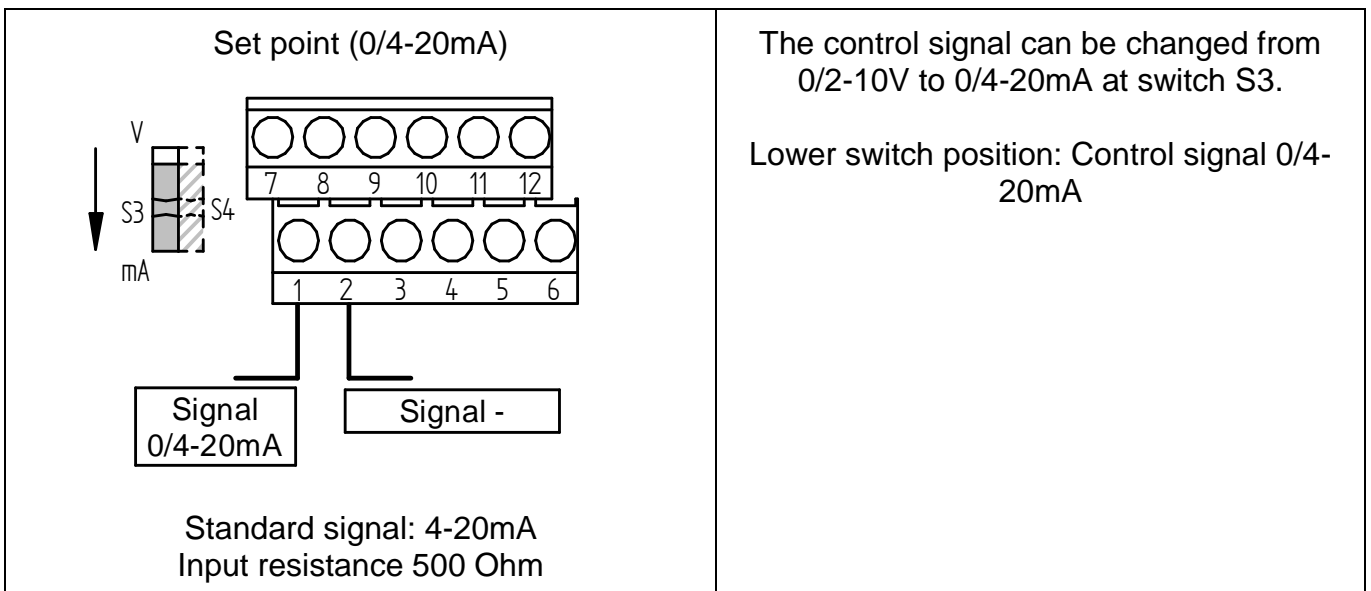 Set point (0/4-20mA)
V
7 8 9 10 11 12
S3 S4
mA
1 2 3 4 5 6
Signal
0/4-20mA
Signal -
Standard signal: 4-20mA
Input resistance 500 Ohm
The control signal can be changed from
0/2-10V to 0/4-20mA at switch S3.
Lower switch position: Control signal 0/4-
20mA